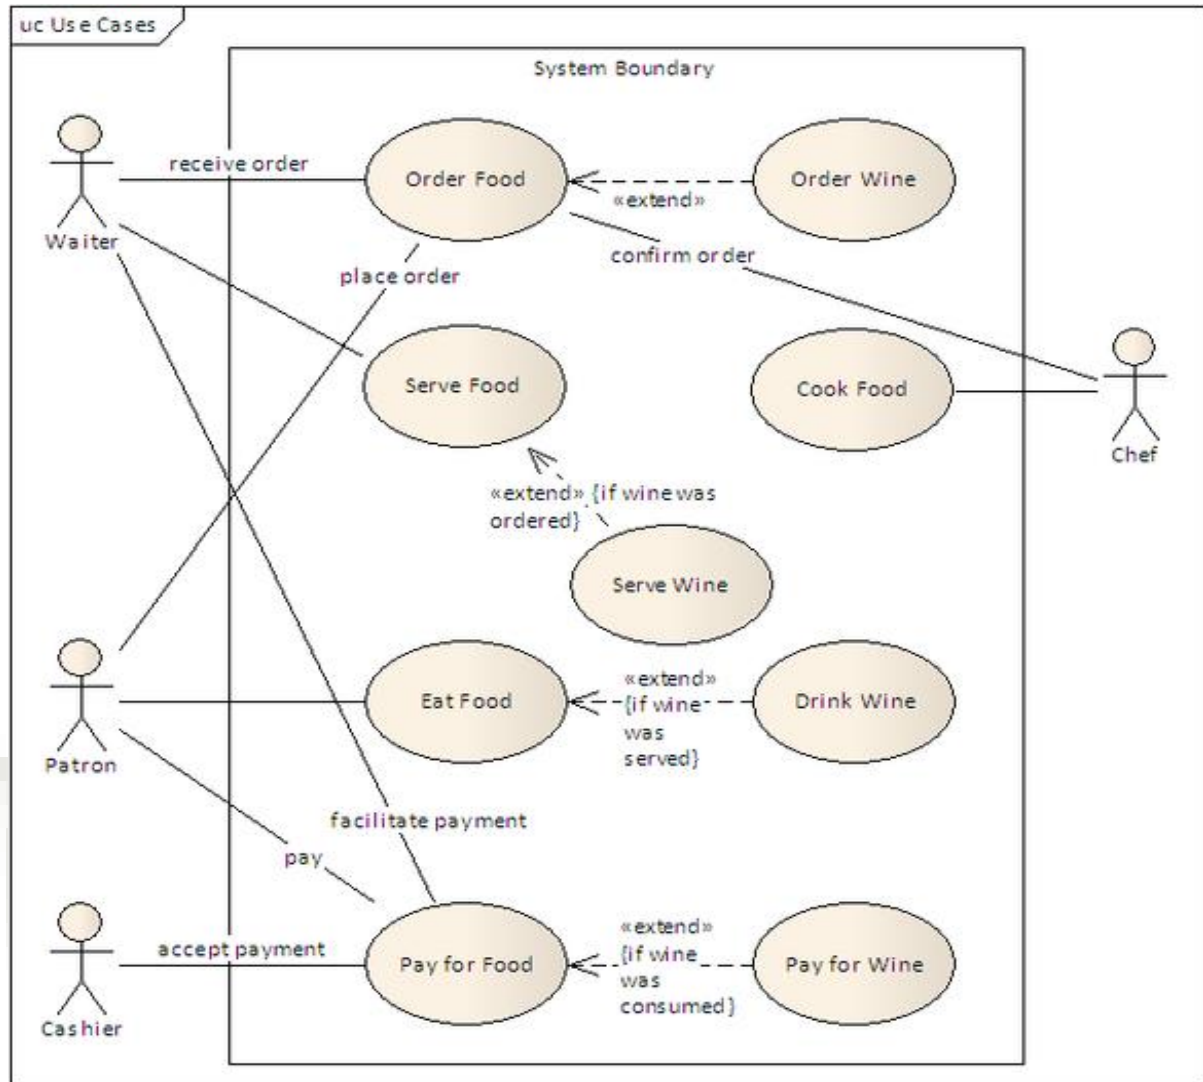 uc Use Cases
System Boundary
receive order
Order Food
Order Wine
«extend»
Waiter
confirm order
place order
Serve Food
Cook Food
Chef
«extend» {if wine was
ordered}
Serve Wine
«extend»
{if wine
was
served}
Eat Food
Drink Wine
Patron
facilitate payment
pay
«extend»
{if wine
was
consumed}
accept payment
Pay for Food
Pay for Wine
Cashier